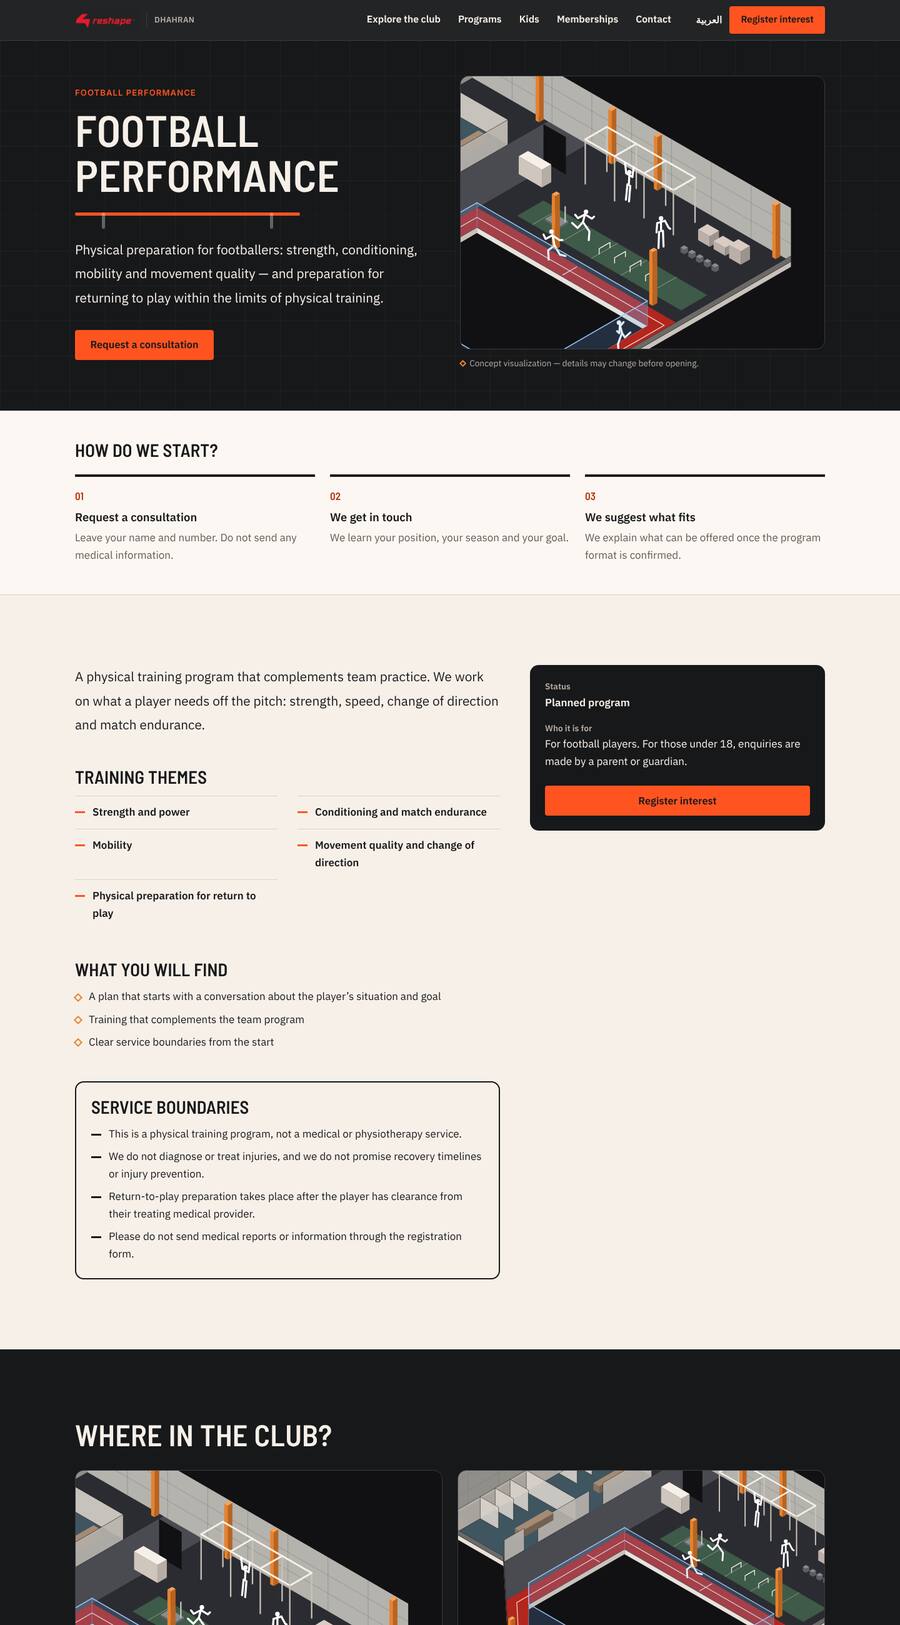 reshape
DHAHRAN
Explore the club
Programs
Kids
Memberships
Contact
العربية
Register interest
FOOTBALL PERFORMANCE
FOOTBALL
PERFORMANCE
Physical preparation for footballers: strength, conditioning,
mobility and movement quality — and preparation for
returning to play within the limits of physical training.
Request a consultation
Concept visualization — details may change before opening.
HOW DO WE START?
01
Request a consultation
Leave your name and number. Do not send any
medical information.
02
We get in touch
We learn your position, your season and your goal.
03
We suggest what fits
We explain what can be offered once the program
format is confirmed.
A physical training program that complements team practice. We work
on what a player needs off the pitch: strength, speed, change of direction
and match endurance.
Status
Planned program
Who it is for
For football players. For those under 18, enquiries are
made by a parent or guardian.
Register interest
TRAINING THEMES
Strength and power
Conditioning and match endurance
Mobility
Movement quality and change of
direction
Physical preparation for return to
play
WHAT YOU WILL FIND
A plan that starts with a conversation about the player’s situation and goal
Training that complements the team program
Clear service boundaries from the start
SERVICE BOUNDARIES
This is a physical training program, not a medical or physiotherapy service.
We do not diagnose or treat injuries, and we do not promise recovery timelines
or injury prevention.
Return-to-play preparation takes place after the player has clearance from
their treating medical provider.
Please do not send medical reports or information through the registration
form.
WHERE IN THE CLUB?